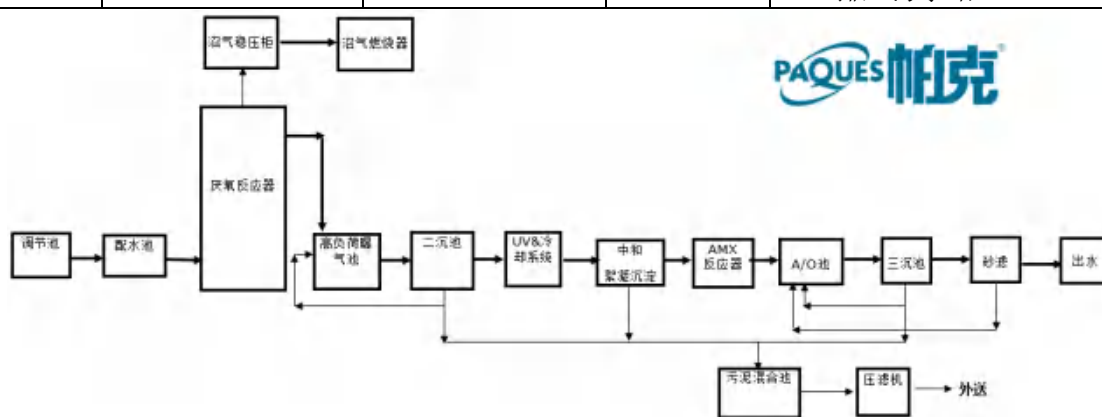 沼气稳压柜
沼气燃烧器
PAQUES帕克®
厌氧反应器
调节池
配水池
高负荷曝
气池
二沉池
UV&冷
却系统
中和
絮凝沉淀
AMX
反应器
A/O池
三沉池
砂滤
出水
污泥混合池
压滤机
外送